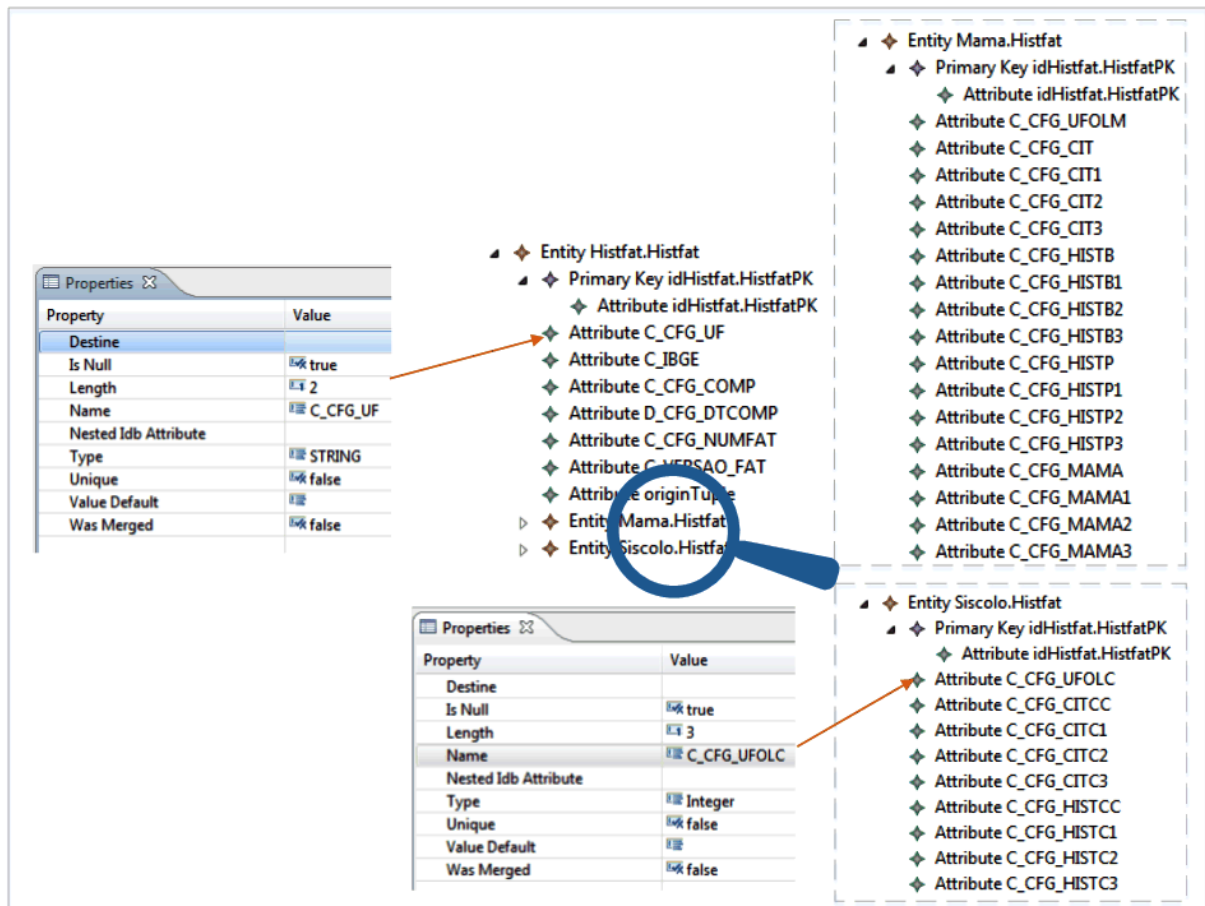 Properties
Property Value
Destine
Is Null true
Length 2
Name C_CFG_UF
Nested Idb Attribute
Type STRING
Unique false
Value Default
Was Merged false
Entity Histfat.Histfat
Primary Key idHistfat.HistfatPK
Attribute idHistfat.HistfatPK
Attribute C_CFG_UF
Attribute C_IBGE
Attribute C_CFG_COMP
Attribute D_CFG_DTCOMP
Attribute C_CFG_NUMFAT
Attribute C_VERSAO_FAT
Attribute originTuple
Entity Mama.Histfat
Entity Siscolo.Histfat
Properties
Property Value
Destine
Is Null true
Length 3
Name C_CFG_UFOLC
Nested Idb Attribute
Type Integer
Unique false
Value Default
Was Merged false
Entity Mama.Histfat
Primary Key idHistfat.HistfatPK
Attribute idHistfat.HistfatPK
Attribute C_CFG_UFOLM
Attribute C_CFG_CIT
Attribute C_CFG_CIT1
Attribute C_CFG_CIT2
Attribute C_CFG_CIT3
Attribute C_CFG_HISTB
Attribute C_CFG_HISTB1
Attribute C_CFG_HISTB2
Attribute C_CFG_HISTB3
Attribute C_CFG_HISTP
Attribute C_CFG_HISTP1
Attribute C_CFG_HISTP2
Attribute C_CFG_HISTP3
Attribute C_CFG_MAMA
Attribute C_CFG_MAMA1
Attribute C_CFG_MAMA2
Attribute C_CFG_MAMA3
Entity Siscolo.Histfat
Primary Key idHistfat.HistfatPK
Attribute idHistfat.HistfatPK
Attribute C_CFG_UFOLC
Attribute C_CFG_CITCC
Attribute C_CFG_CITC1
Attribute C_CFG_CITC2
Attribute C_CFG_CITC3
Attribute C_CFG_HISTCC
Attribute C_CFG_HISTC1
Attribute C_CFG_HISTC2
Attribute C_CFG_HISTC3